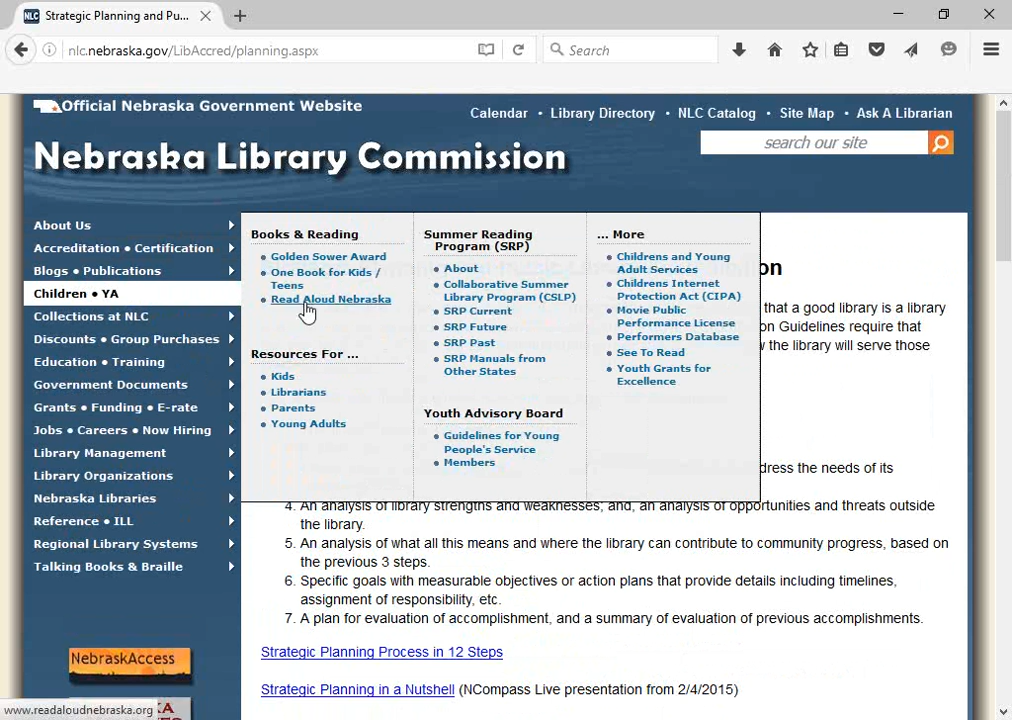 NLC Strategic Planning and Pu...
nlc.nebraska.gov/LibAccred/planning.aspx
Search
Official Nebraska Government Website
Calendar • Library Directory • NLC Catalog • Site Map • Ask A Librarian
Nebraska Library Commission
search our site
About Us
Accreditation • Certification
Blogs • Publications
Children • YA
Collections at NLC
Discounts • Group Purchases
Education • Training
Government Documents
Grants • Funding • E-rate
Jobs • Careers • Now Hiring
Library Management
Library Organizations
Nebraska Libraries
Reference • ILL
Regional Library Systems
Talking Books & Braille
NebraskAccess
Books & Reading
Golden Sower Award
One Book for Kids /
Teens
Read Aloud Nebraska
Resources For ...
Kids
Librarians
Parents
Young Adults
Summer Reading
Program (SRP)
About
Collaborative Summer
Library Program (CSLP)
SRP Current
SRP Future
SRP Past
SRP Manuals from
Other States
Youth Advisory Board
Guidelines for Young
People's Service
Members
... More
Childrens and Young
Adult Services
Childrens Internet
Protection Act (CIPA)
Movie Public
Performance License
Performers Database
See To Read
Youth Grants for
Excellence
on
that a good library is a library
on Guidelines require that
w the library will serve those
dress the needs of its
4. An analysis of library strengths and weaknesses; and, an analysis of opportunities and threats outside
the library.
5. An analysis of what all this means and where the library can contribute to community progress, based on
the previous 3 steps.
6. Specific goals with measurable objectives or action plans that provide details including timelines,
assignment of responsibility, etc.
7. A plan for evaluation of accomplishment, and a summary of evaluation of previous accomplishments.
Strategic Planning Process in 12 Steps
Strategic Planning in a Nutshell (NCompass Live presentation from 2/4/2015)
www.readaloudnebraska.org